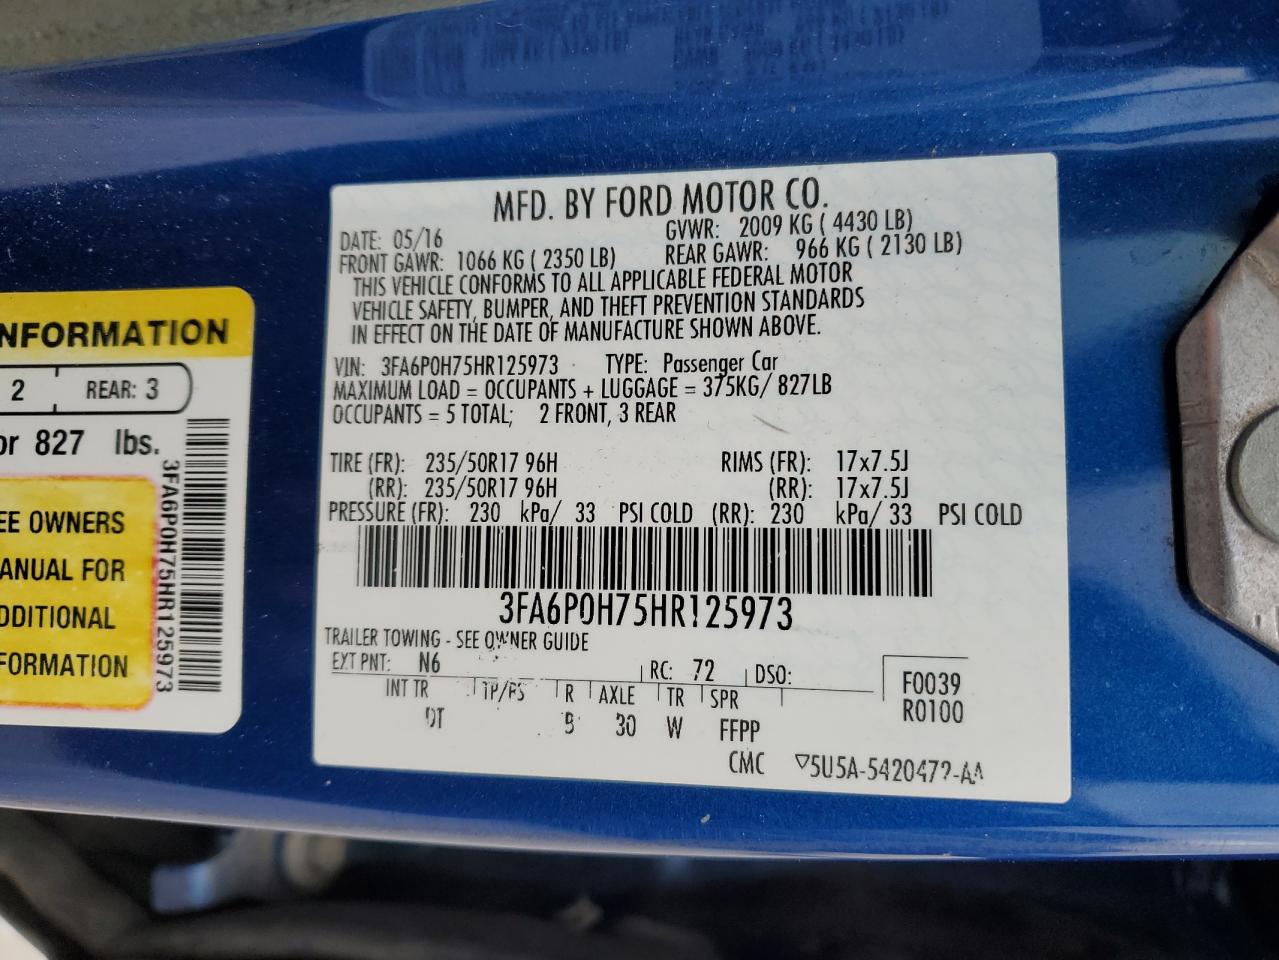 MFD. BY FORD MOTOR CO.
DATE: 05/16 GVWR: 2009 KG ( 4430 LB)
FRONT GAWR: 1066 KG ( 2350 LB) REAR GAWR: 966 KG ( 2130 LB)
THIS VEHICLE CONFORMS TO ALL APPLICABLE FEDERAL MOTOR
VEHICLE SAFETY, BUMPER, AND THEFT PREVENTION STANDARDS
IN EFFECT ON THE DATE OF MANUFACTURE SHOWN ABOVE.
VIN: 3FA6P0H75HR125973 TYPE: Passenger Car
MAXIMUM LOAD = OCCUPANTS + LUGGAGE = 375KG/ 827LB
OCCUPANTS = 5 TOTAL; 2 FRONT, 3 REAR
TIRE (FR): 235/50R17 96H RIMS (FR): 17x7.5J
(RR): 235/50R17 96H (RR): 17x7.5J
PRESSURE (FR): 230 kPa/ 33 PSI COLD (RR): 230 kPa/ 33 PSI COLD
3FA6P0H75HR125973
TRAILER TOWING - SEE OWNER GUIDE
EXT PNT: N6 RC: 72 DSO:
INT TR TP/PS R AXLE TR SPR
DT 30 W FFPP
F0039
R0100
CMC
NFORMATION
2 REAR: 3
or 827 lbs.
EE OWNERS
ANUAL FOR
DDITIONAL
FORMATION
3FA6P0H75HR125973